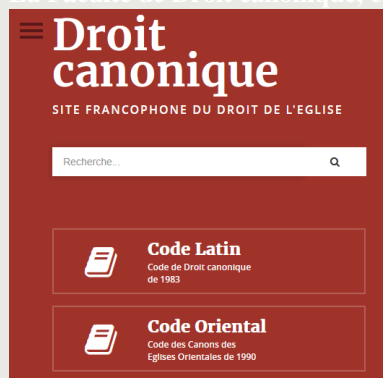 Droit
canonique
SITE FRANCOPHONE DU DROIT DE L'EGLISE
Recherche...
Code Latin
Code de Droit canonique
de 1983
Code Oriental
Code des Canons des
Eglises Orientales de 1990